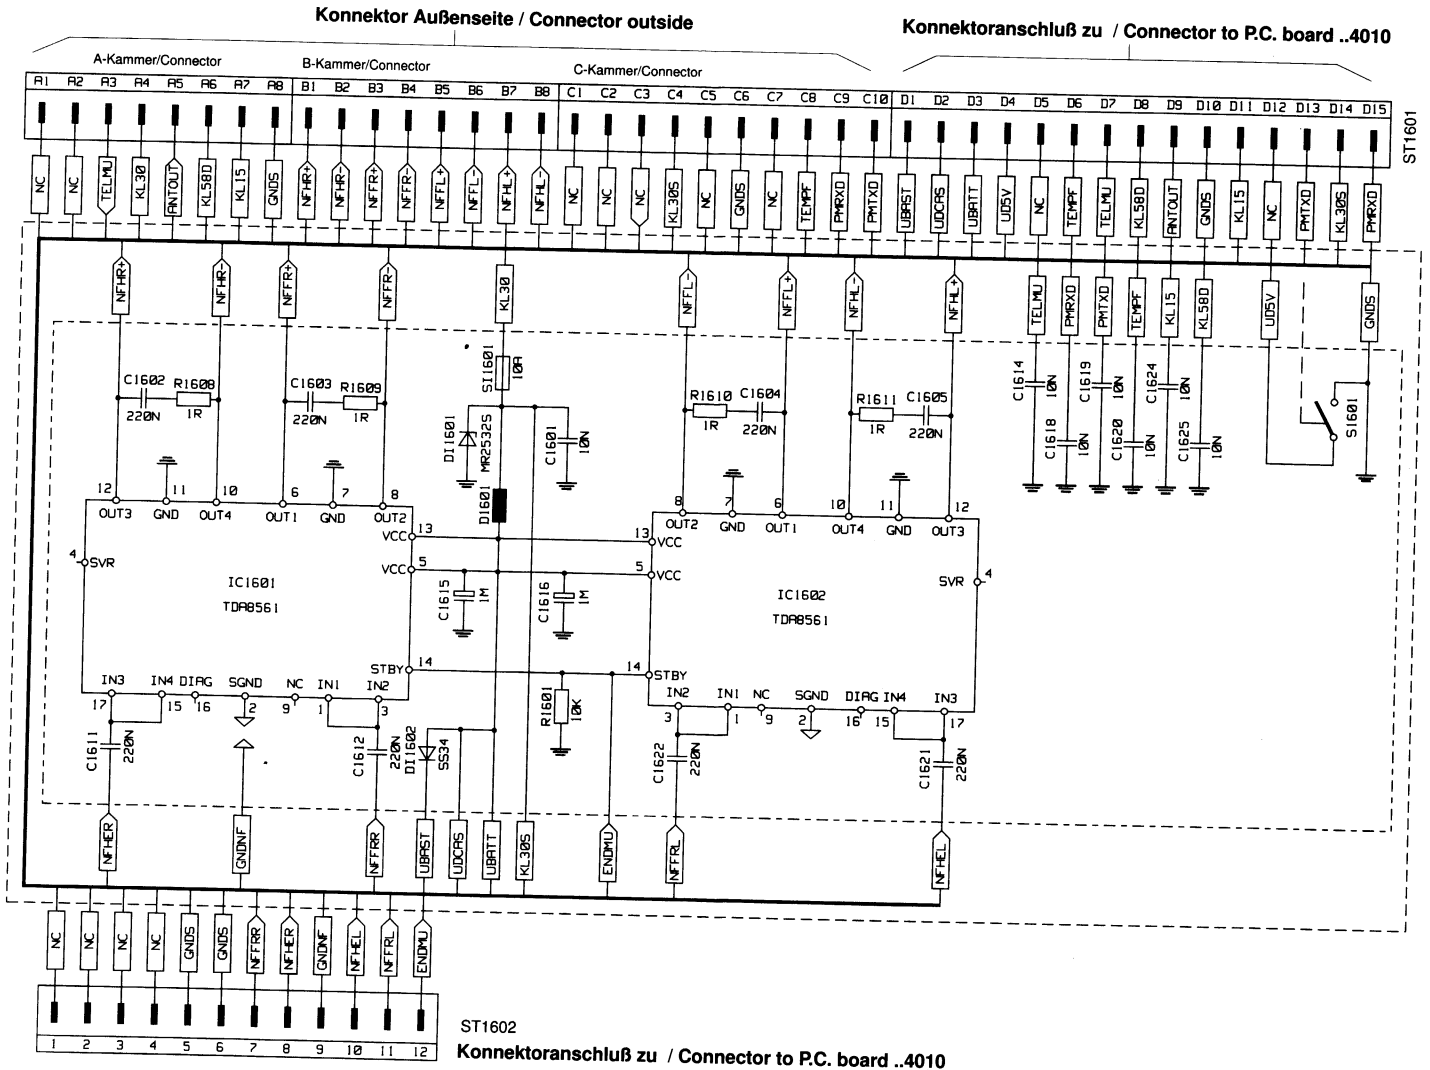 Konnektor Außenseite / Connector outside
Konnektoranschluß zu / Connector to P.C. board ..4010
A-Kammer/Connector
B-Kammer/Connector
C-Kammer/Connector
A1 A2 A3 A4 A5 A6 A7 A8 B1 B2 B3 B4 B5 B6 B7 B8 C1 C2 C3 C4 C5 C6 C7 C8 C9 C10 D1 D2 D3 D4 D5 D6 D7 D8 D9 D10 D11 D12 D13 D14 D15
ST1601
NC NC TELMU KL30 ANTOUT KL58D KL15 GNDS NFHR+ NFHR- NFFR+ NFFR- NFFL+ NFFL- NFHL+ NFHL- NC NC NC KL30S NC GNDS NC TEMPF PMRXD PMTXD UBAST UDCAS UBATT UD5V NC TEMPF TELMU KL58D ANTOUT GNDS KL15 NC PMTXD KL30S PMRXD
NFHR+ NFHR- NFFR+ NFFR- KL30 NFFL- NFFL+ NFHL- NFHL+ TELMU PMRXD PMTXD TEMPF KL15 KL58D UD5V GNDS
SI1601 10A
C1602 220N R1608 1R
C1603 220N R1609 1R
DI1601 MR2532S
C1601 10N
R1610 1R C1604 220N
R1611 1R C1605 220N
C1614 10N
C1618 10N
C1619 10N
C1620 10N
C1624 10N
C1625 10N
S1601
D1601
12 11 10 6 7 8
OUT3 GND OUT4 OUT1 GND OUT2
8 7 6 10 11 12
OUT2 GND OUT1 OUT4 GND OUT3
VCC 13
13 VCC
VCC 5
5 VCC
4 SVR
SVR 4
IC1601
TDA8561
IC1602
TDA8561
C1615 1M
C1616 1M
STBY 14
14 STBY
R1601 10K
IN3 IN4 DIAG SGND NC IN1 IN2
17 15 16 2 9 1 3
IN2 IN1 NC SGND DIAG IN4 IN3
3 1 9 2 16 15 17
C1611 220N
C1612 220N
DI1602 SS34
C1622 220N
C1621 220N
NFHER GNDNF NFFRR UBAST UDCAS UBATT KL30S ENDMU NFFRL NFHEL
NC NC NC NC GNDS GNDS NFFRR NFHER GNDNF NFHEL NFFRL ENDMU
1 2 3 4 5 6 7 8 9 10 11 12
ST1602
Konnektoranschluß zu / Connector to P.C. board ..4010